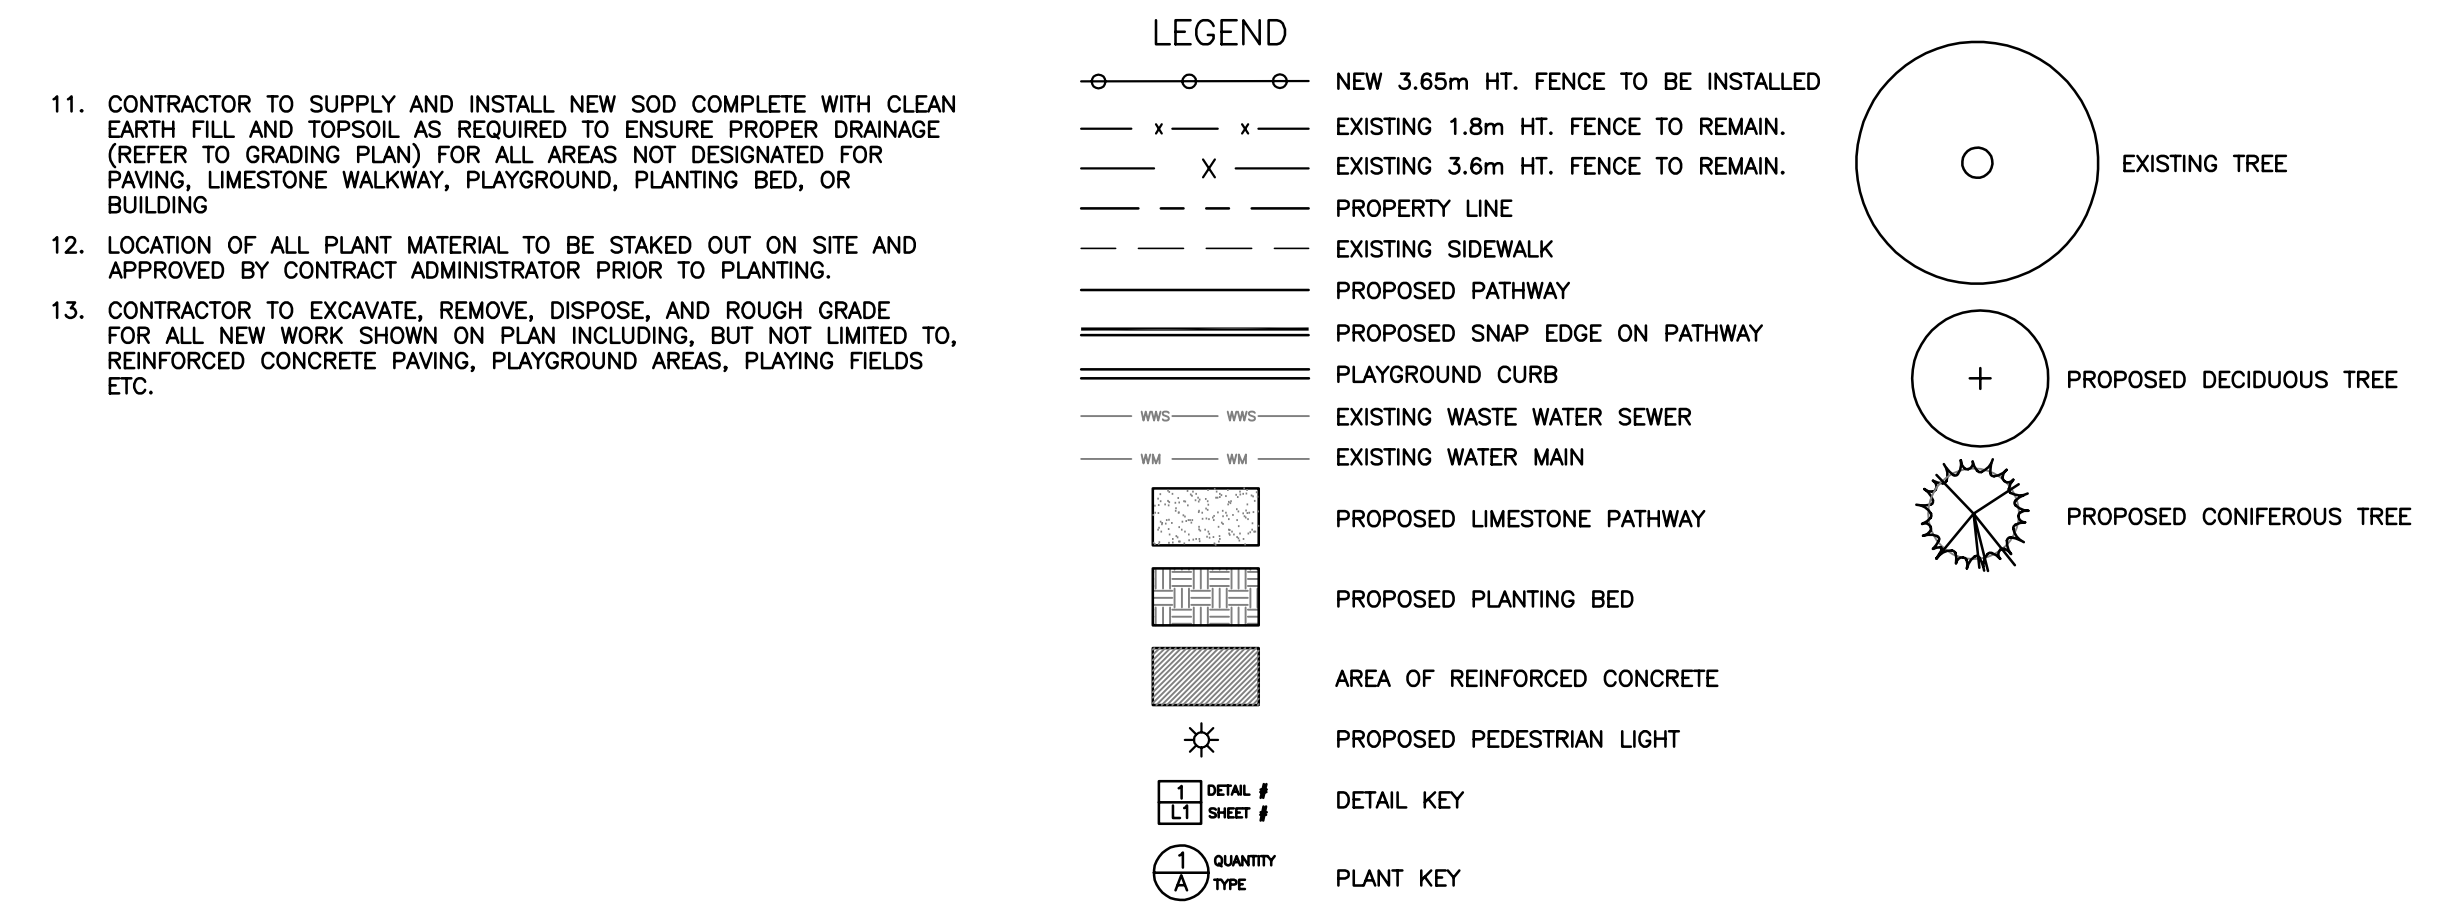 11. CONTRACTOR TO SUPPLY AND INSTALL NEW SOD COMPLETE WITH CLEAN
EARTH FILL AND TOPSOIL AS REQUIRED TO ENSURE PROPER DRAINAGE
(REFER TO GRADING PLAN) FOR ALL AREAS NOT DESIGNATED FOR
PAVING, LIMESTONE WALKWAY, PLAYGROUND, PLANTING BED, OR
BUILDING
12. LOCATION OF ALL PLANT MATERIAL TO BE STAKED OUT ON SITE AND
APPROVED BY CONTRACT ADMINISTRATOR PRIOR TO PLANTING.
13. CONTRACTOR TO EXCAVATE, REMOVE, DISPOSE, AND ROUGH GRADE
FOR ALL NEW WORK SHOWN ON PLAN INCLUDING, BUT NOT LIMITED TO,
REINFORCED CONCRETE PAVING, PLAYGROUND AREAS, PLAYING FIELDS
ETC.
LEGEND
NEW 3.65m HT. FENCE TO BE INSTALLED
x x EXISTING 1.8m HT. FENCE TO REMAIN.
X EXISTING 3.6m HT. FENCE TO REMAIN.
PROPERTY LINE
EXISTING SIDEWALK
PROPOSED PATHWAY
PROPOSED SNAP EDGE ON PATHWAY
PLAYGROUND CURB
WWS WWS EXISTING WASTE WATER SEWER
WM WM EXISTING WATER MAIN
PROPOSED LIMESTONE PATHWAY
PROPOSED PLANTING BED
AREA OF REINFORCED CONCRETE
PROPOSED PEDESTRIAN LIGHT
1 DETAIL #
L1 SHEET #
DETAIL KEY
1 QUANTITY
A TYPE
PLANT KEY
EXISTING TREE
PROPOSED DECIDUOUS TREE
PROPOSED CONIFEROUS TREE